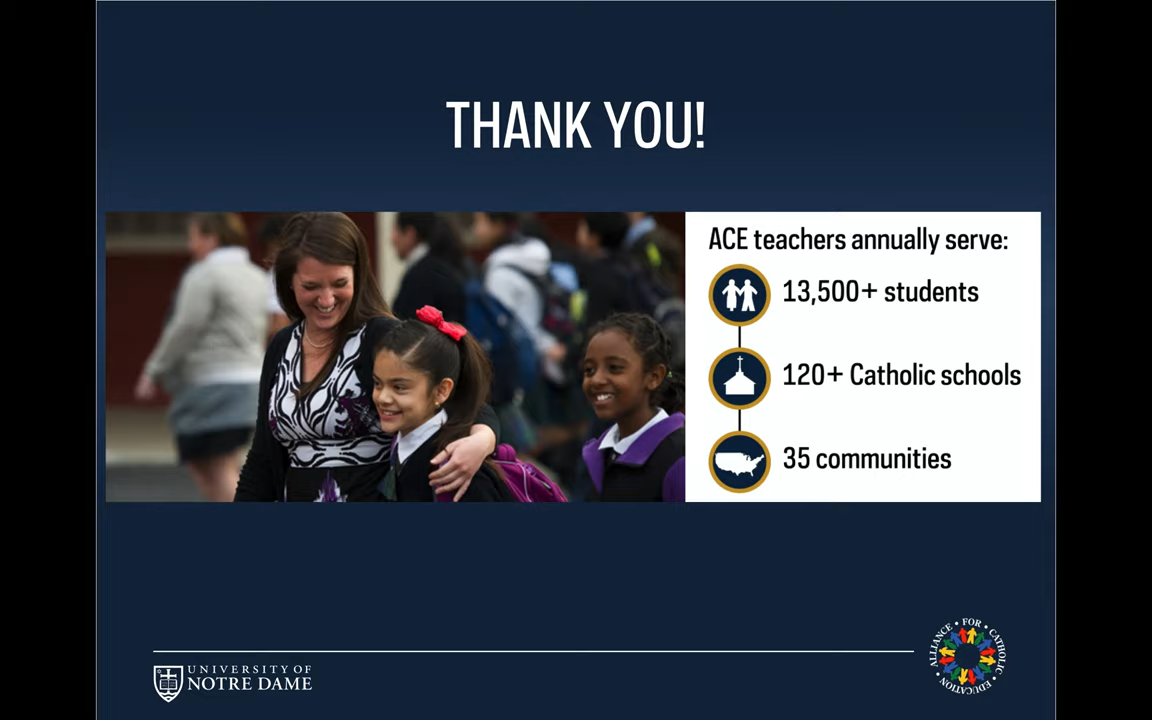 THANK YOU!
ACE teachers annually serve:
13,500+ students
120+ Catholic schools
35 communities
UNIVERSITY OF
NOTRE DAME
ALLIANCE • FOR • CATHOLIC • EDUCATION •